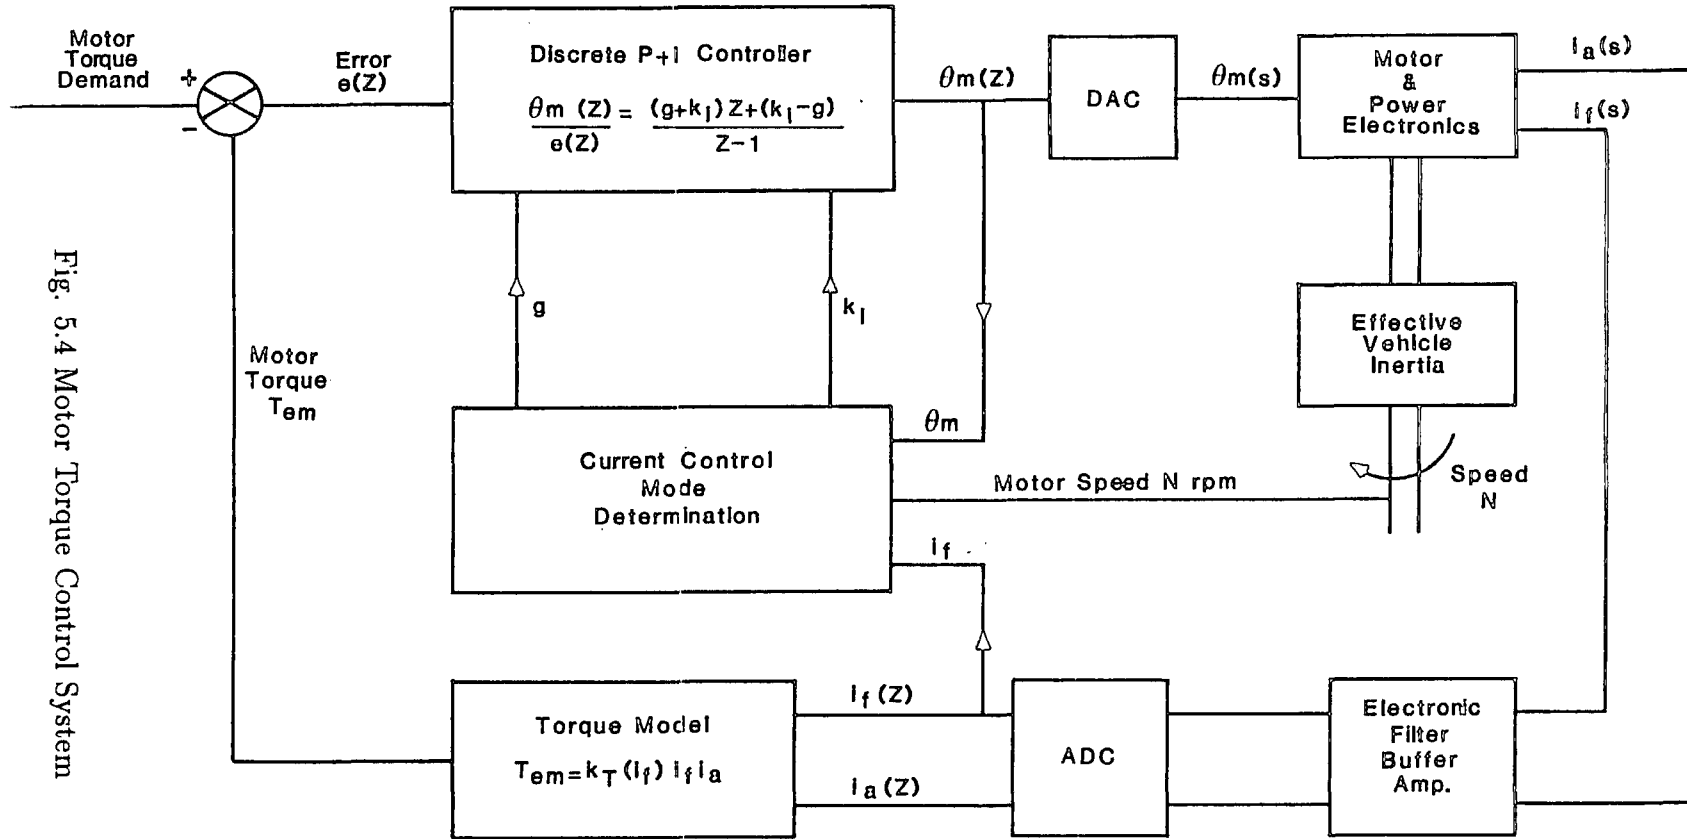 Motor
Torque
Demand
+
-
Error
e(Z)
Discrete P+I Controller
θm (Z) = (g+kI) Z+(kI-g)
e(Z) Z-1
θm(Z)
DAC
θm(s)
Motor
&
Power
Electronics
ia(s)
if(s)
g
kI
Effective
Vehicle
Inertia
Motor
Torque
Tem
θm
Current Control
Mode
Determination
Motor Speed N rpm
Speed
N
if
Torque Model
Tem=kT(if) if ia
if(Z)
ia(Z)
ADC
Electronic
Filter
Buffer
Amp.
Fig. 5.4 Motor Torque Control System